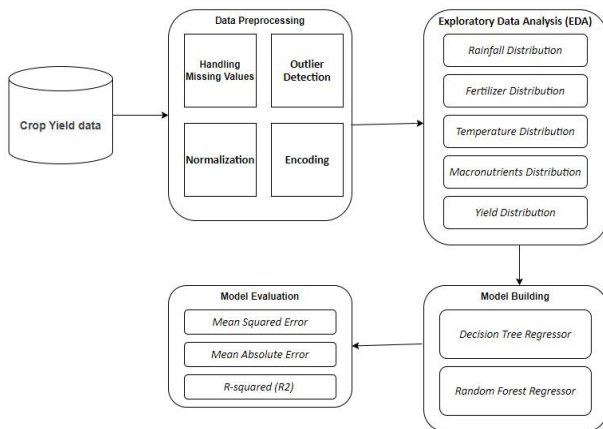 Crop Yield data
Data Preprocessing
Handling
Missing Values
Outlier
Detection
Normalization
Encoding
Exploratory Data Analysis (EDA)
Rainfall Distribution
Fertilizer Distribution
Temperature Distribution
Macronutrients Distribution
Yield Distribution
Model Building
Decision Tree Regressor
Random Forest Regressor
Model Evaluation
Mean Squared Error
Mean Absolute Error
R-squared (R2)